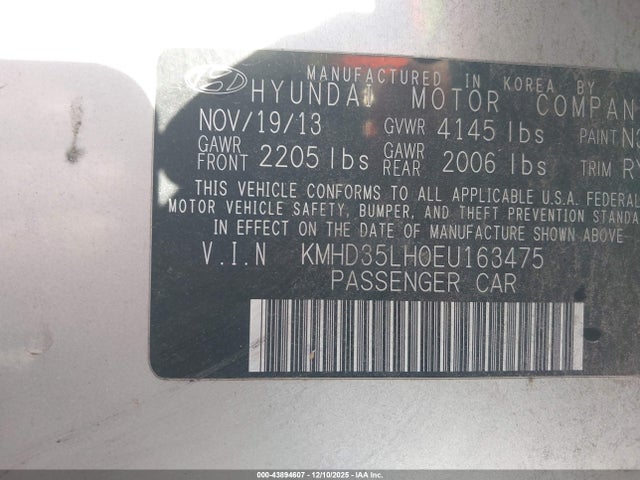 MANUFACTURED IN KOREA BY
HYUNDAI MOTOR COMPAN
NOV/19/13 GVWR 4145 lbs PAINT
GAWR FRONT 2205 lbs GAWR REAR 2006 lbs TRIM
THIS VEHICLE CONFORMS TO ALL APPLICABLE U.S.A. FEDERAL
MOTOR VEHICLE SAFETY, BUMPER, AND THEFT PREVENTION STANDA
IN EFFECT ON THE DATE OF MANUFACTURE SHOWN ABOVE
V.I.N KMHD35LH0EU163475
PASSENGER CAR
000-43894607 - 12/10/2025 - IAA Inc.